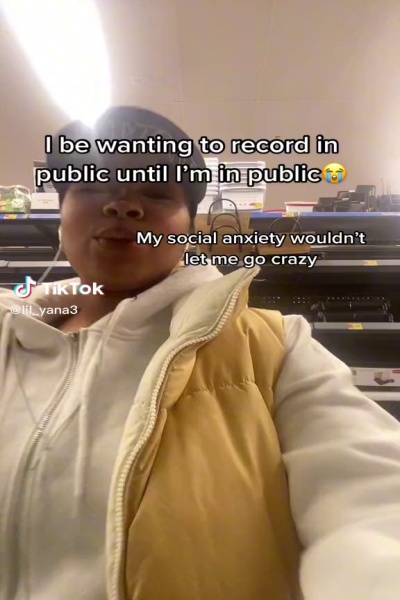 I be wanting to record in
public until I'm in public😭
My social anxiety wouldn't
let me go crazy
TikTok
@lil_yana3